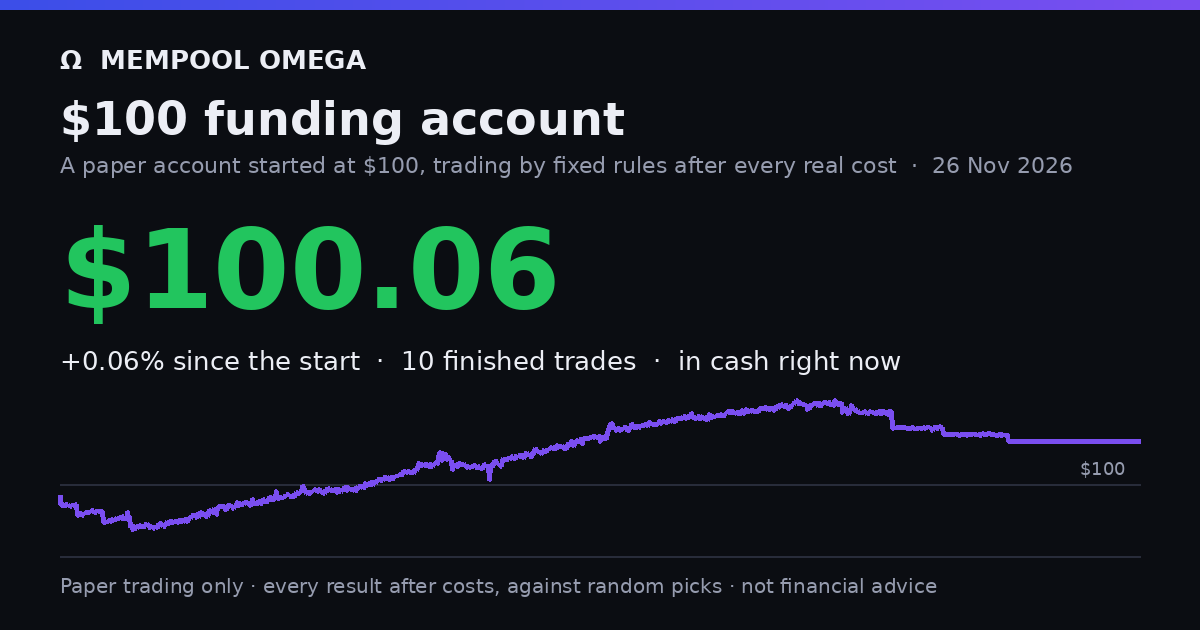 Ω MEMPOOL OMEGA
$100 funding account
A paper account started at $100, trading by fixed rules after every real cost · 26 Nov 2026
$100.06
+0.06% since the start · 10 finished trades · in cash right now
$100
Paper trading only · every result after costs, against random picks · not financial advice